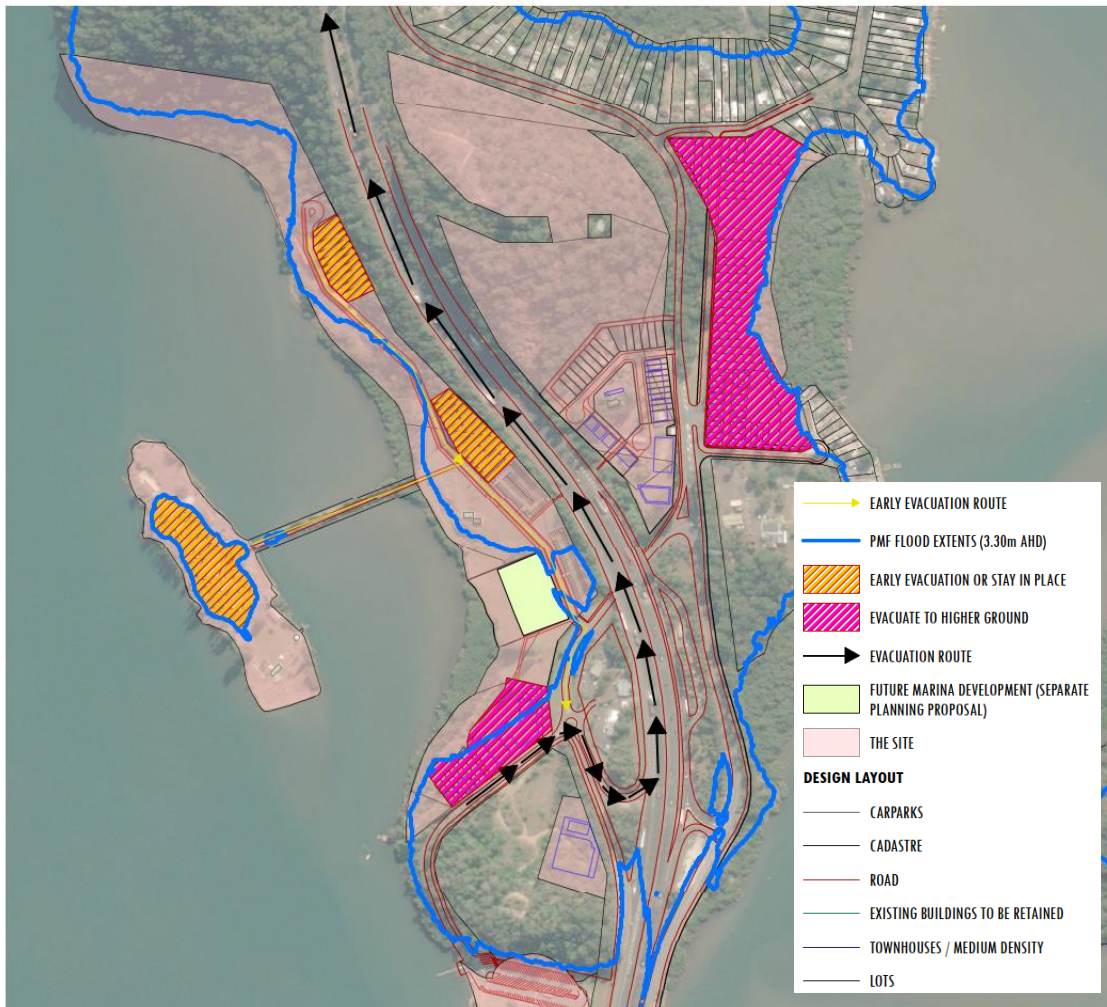 EARLY EVACUATION ROUTE
PMF FLOOD EXTENTS (3.30m AHD)
EARLY EVACUATION OR STAY IN PLACE
EVACUATE TO HIGHER GROUND
EVACUATION ROUTE
FUTURE MARINA DEVELOPMENT (SEPARATE
PLANNING PROPOSAL)
THE SITE
DESIGN LAYOUT
CARPARKS
CADASTRE
ROAD
EXISTING BUILDINGS TO BE RETAINED
TOWNHOUSES / MEDIUM DENSITY
LOTS